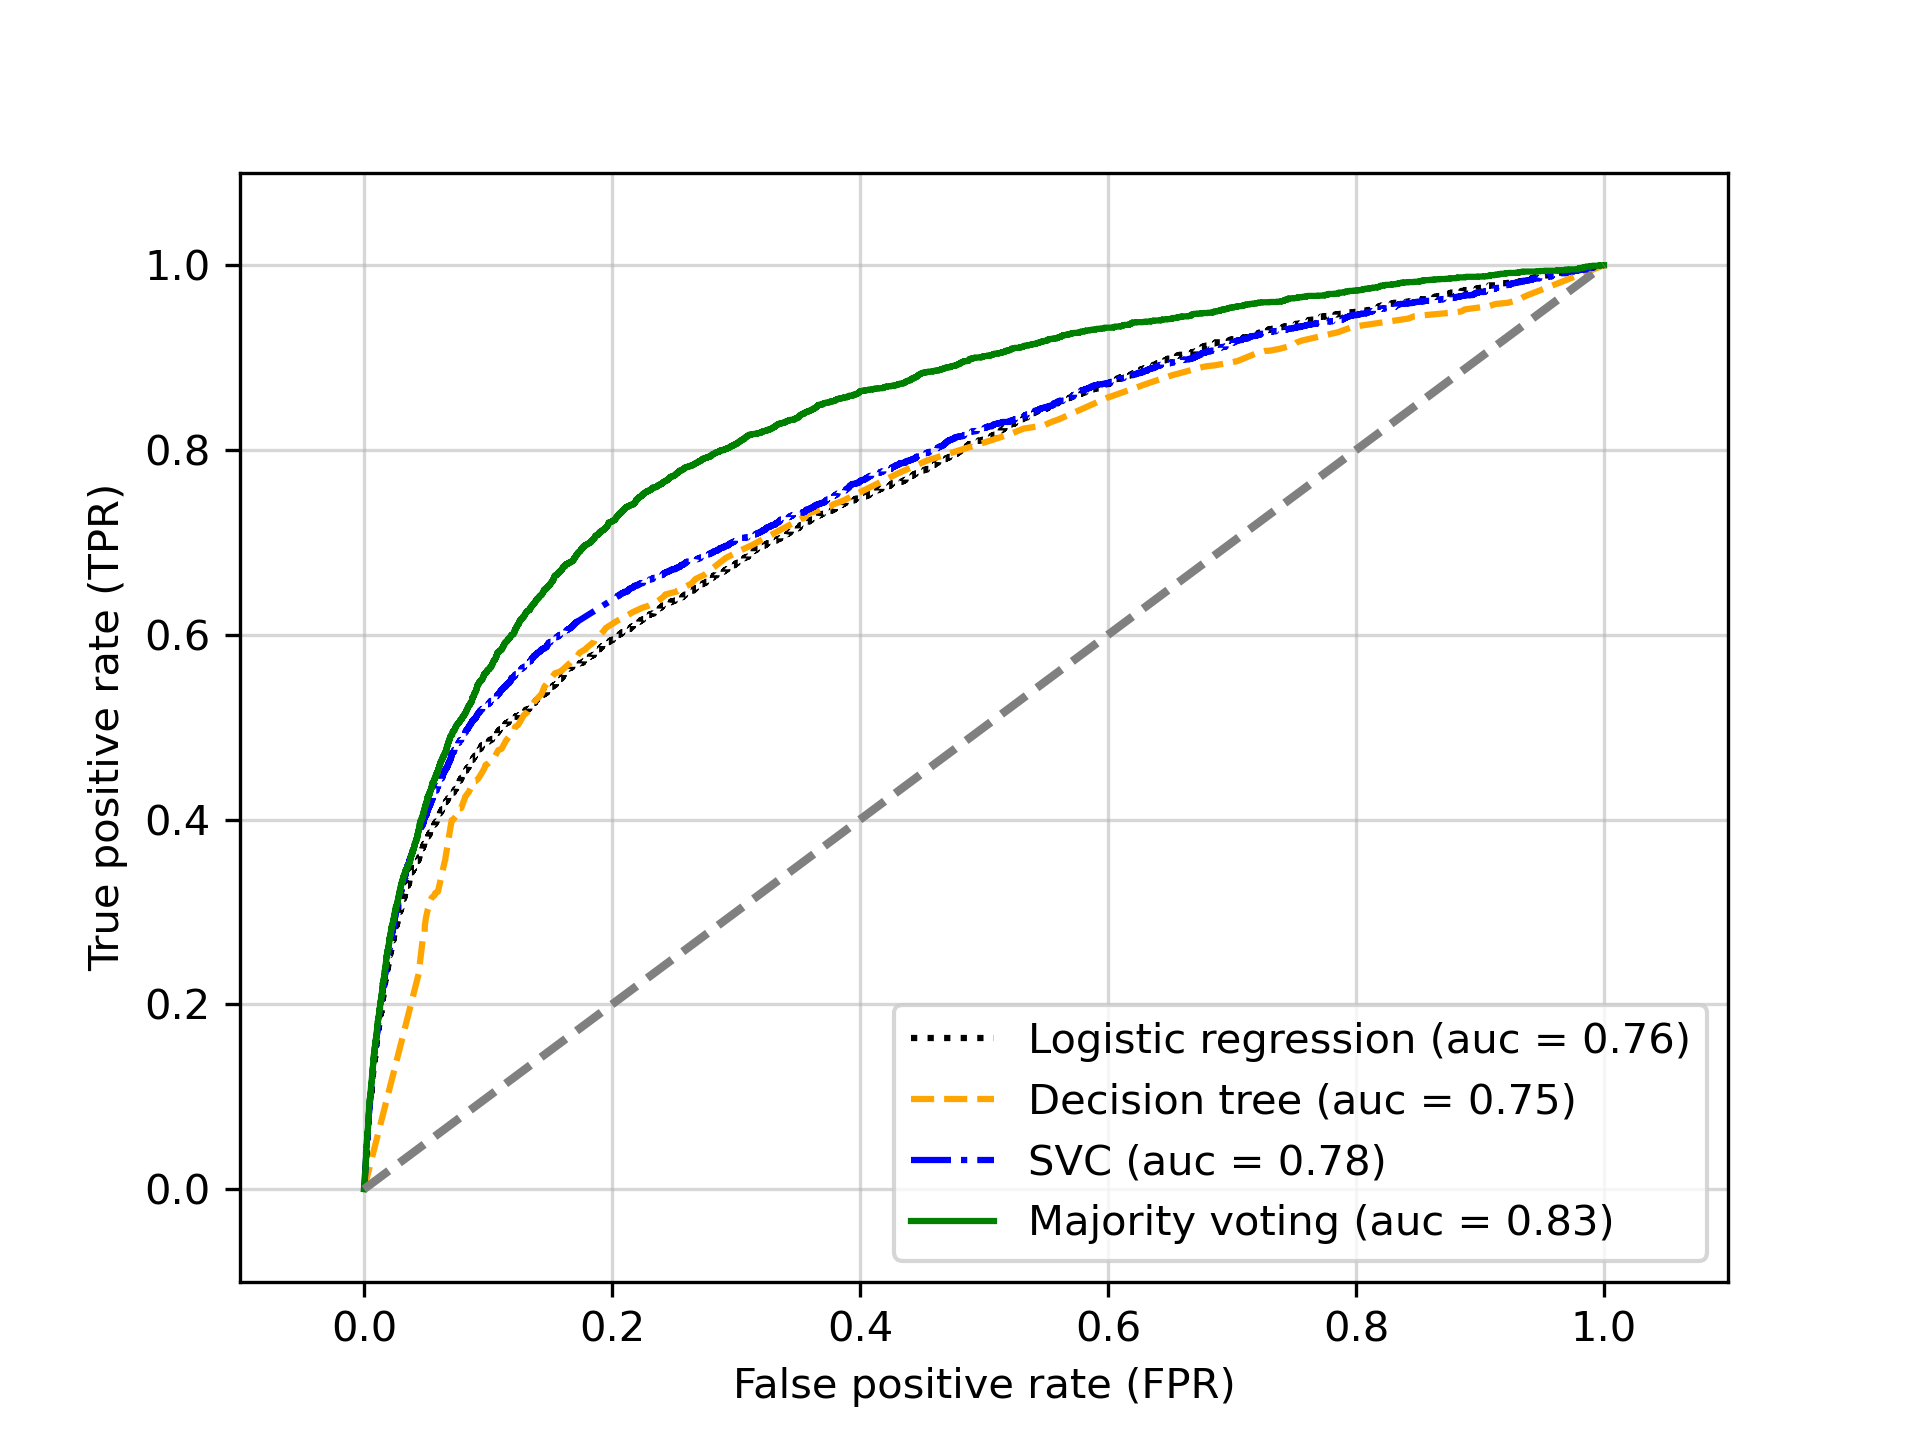 1.0
0.8
0.6
0.4
0.2
0.0
True positive rate (TPR)
Logistic regression (auc = 0.76)
Decision tree (auc = 0.75)
SVC (auc = 0.78)
Majority voting (auc = 0.83)
0.0 0.2 0.4 0.6 0.8 1.0
False positive rate (FPR)